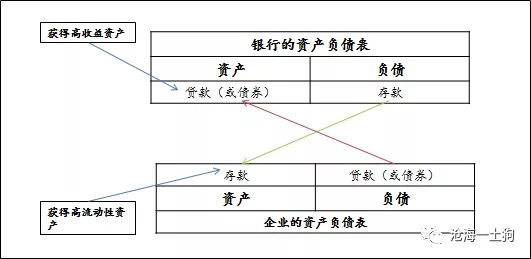 获得高收益资产
银行的资产负债表
资产 负债
贷款（或债券） 存款
存款 贷款（或债券）
资产 负债
获得高流动性资
产
企业的资产负债表
沧海一土狗